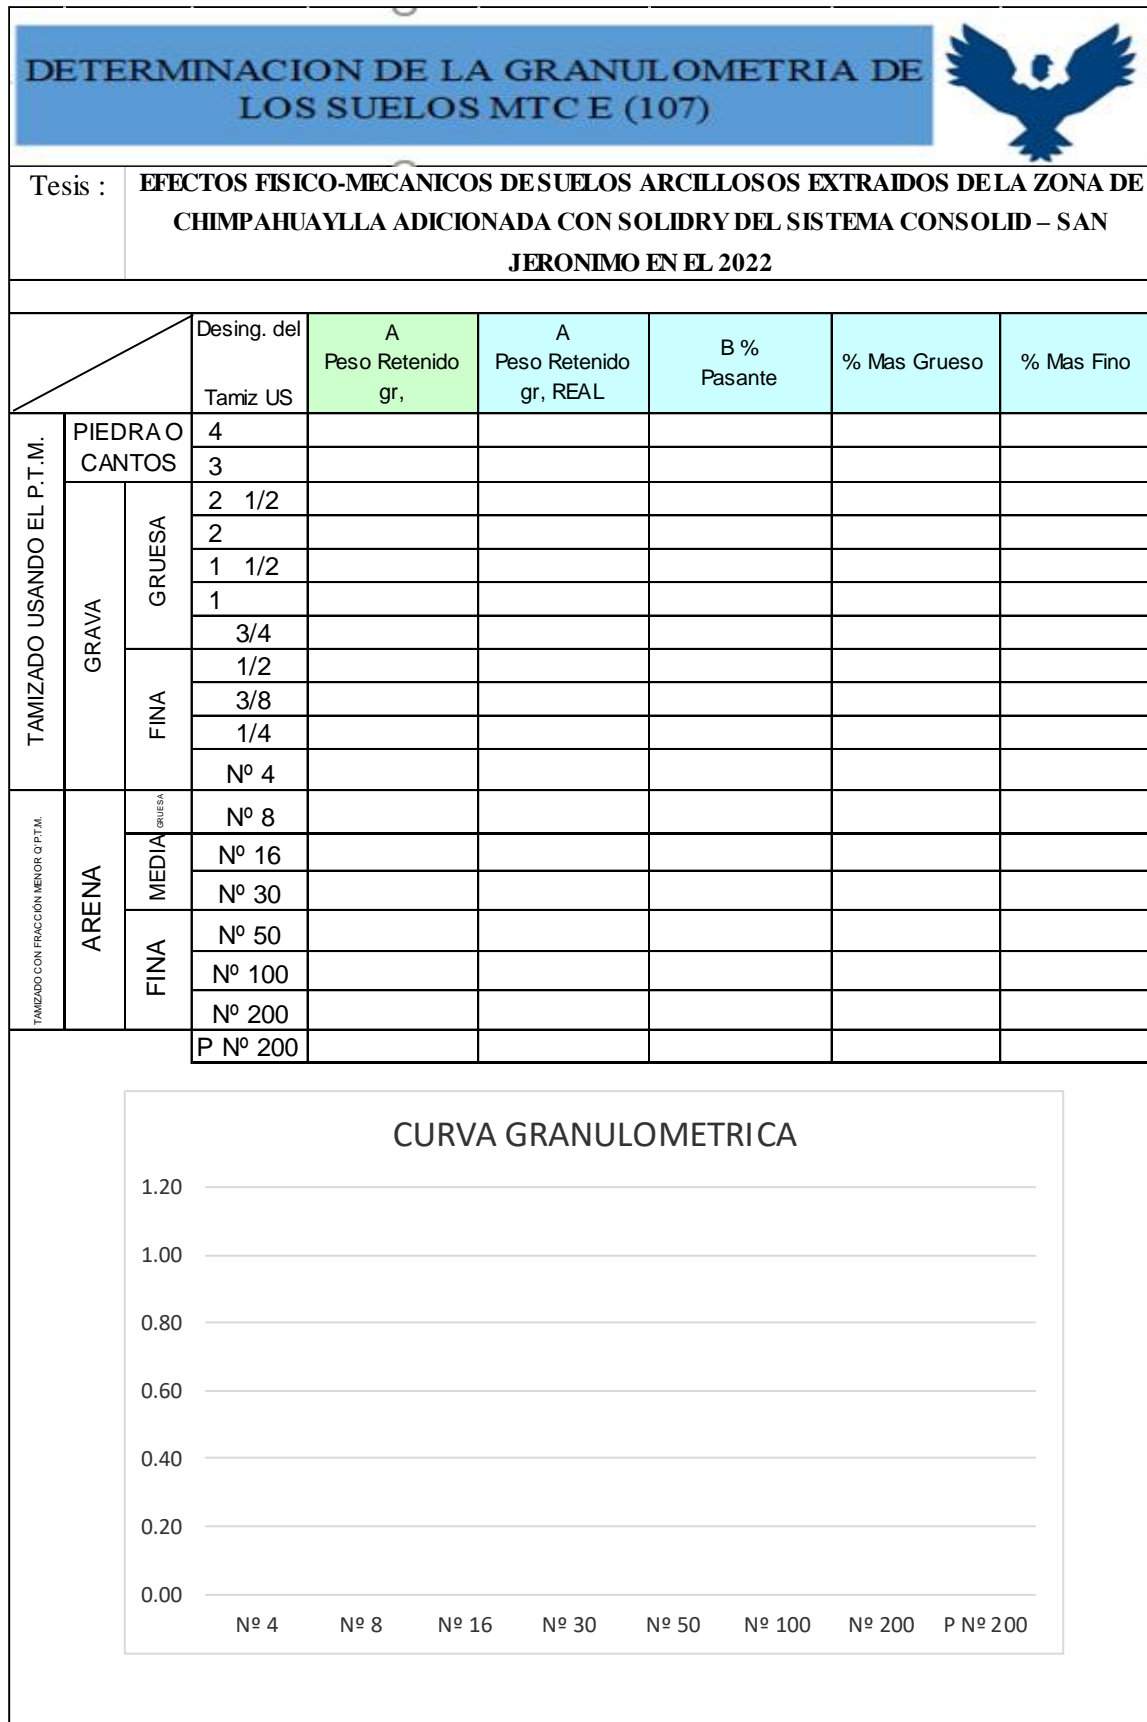 DETERMINACION DE LA GRANULOMETRIA DE
LOS SUELOS MTC E (107)
Tesis :
EFECTOS FISICO-MECANICOS DE SUELOS ARCILLOSOS EXTRAIDOS DE LA ZONA DE
CHIMPAHUAYLLA ADICIONADA CON SOLIDRY DEL SISTEMA CONSOLID – SAN
JERONIMO EN EL 2022
Desing. del
Tamiz US
A
Peso Retenido
gr,
A
Peso Retenido
gr, REAL
B %
Pasante
% Mas Grueso
% Mas Fino
TAMIZADO USANDO EL P.T.M.
PIEDRA O
CANTOS
4
3
GRAVA
GRUESA
2 1/2
2
1 1/2
1
3/4
FINA
1/2
3/8
1/4
Nº 4
TAMIZADO CON FRACCIÓN MENOR Q' P.T.M.
ARENA
GRUESA
Nº 8
MEDIA
Nº 16
Nº 30
FINA
Nº 50
Nº 100
Nº 200
P Nº 200
CURVA GRANULOMETRICA
1.20
1.00
0.80
0.60
0.40
0.20
0.00
Nº 4 Nº 8 Nº 16 Nº 30 Nº 50 Nº 100 Nº 200 P Nº 200